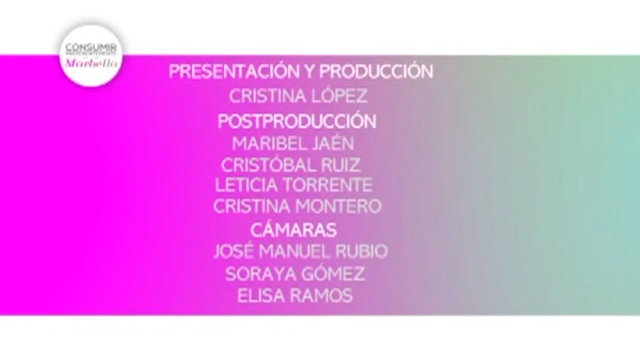 CONSUMIR
Marbella
PRESENTACIÓN Y PRODUCCIÓN
CRISTINA LÓPEZ
POSTPRODUCCIÓN
MARIBEL JAÉN
CRISTÓBAL RUIZ
LETICIA TORRENTE
CRISTINA MONTERO
CÁMARAS
JOSÉ MANUEL RUBIO
SORAYA GÓMEZ
ELISA RAMOS